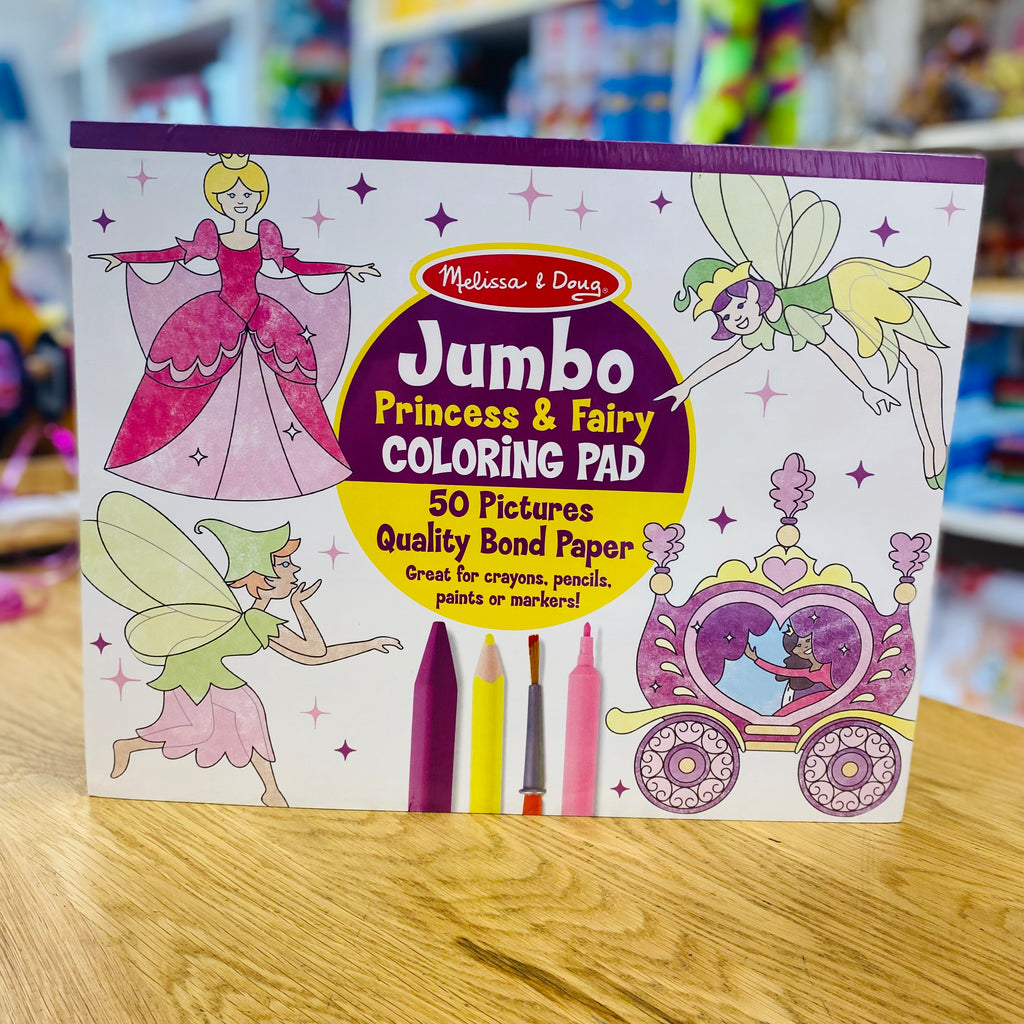 Melissa & Doug®
Jumbo
Princess & Fairy
COLORiNG PAD
50 Pictures
Quality Bond Paper
Great for crayons, pencils,
paints or markers!